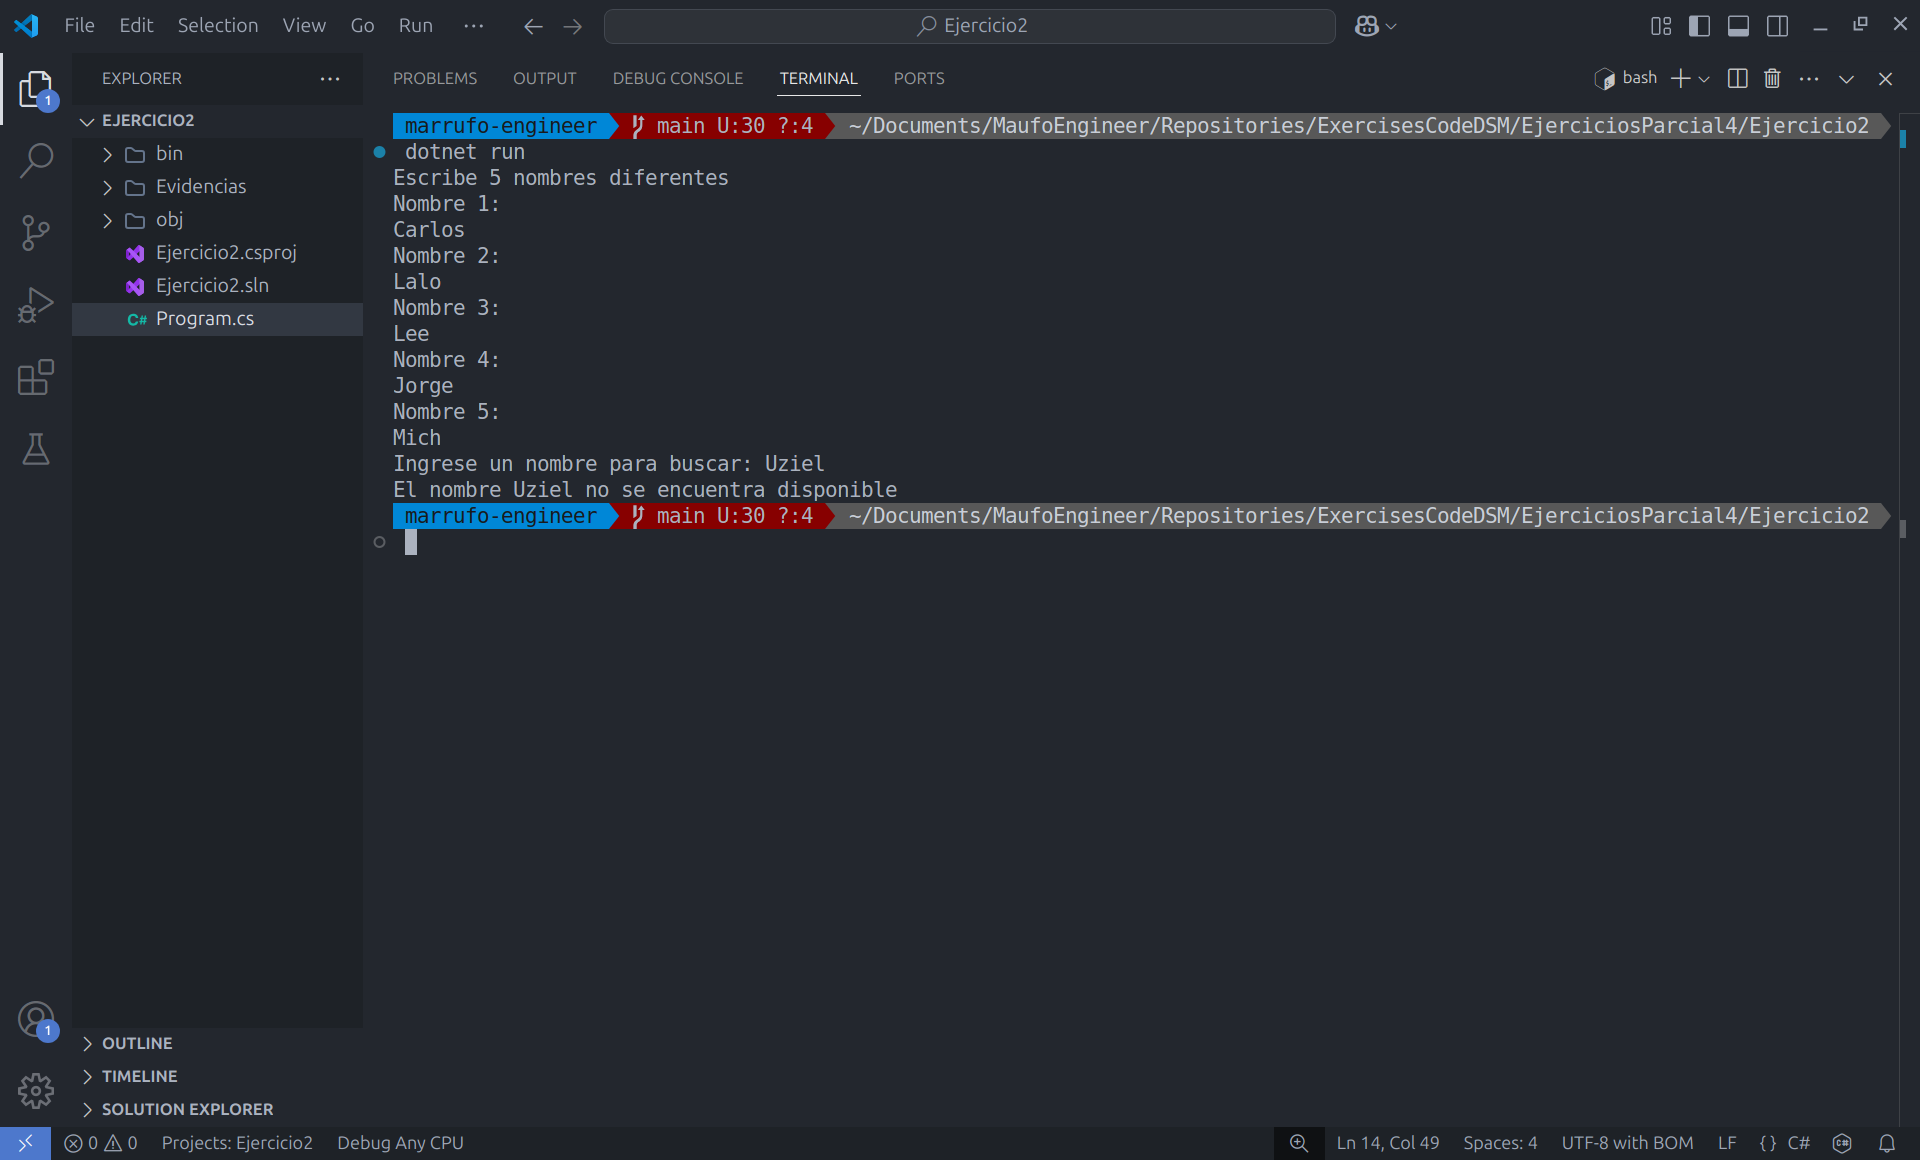 File Edit Selection View Go Run ··· Ejercicio2
EXPLORER ···
1
EJERCICIO2
bin
Evidencias
obj
Ejercicio2.csproj
Ejercicio2.sln
C# Program.cs
1
OUTLINE
TIMELINE
SOLUTION EXPLORER
PROBLEMS OUTPUT DEBUG CONSOLE TERMINAL PORTS bash ···
marrufo-engineer main U:30 ?:4 ~/Documents/MaufoEngineer/Repositories/ExercisesCodeDSM/EjerciciosParcial4/Ejercicio2
dotnet run
Escribe 5 nombres diferentes
Nombre 1:
Carlos
Nombre 2:
Lalo
Nombre 3:
Lee
Nombre 4:
Jorge
Nombre 5:
Mich
Ingrese un nombre para buscar: Uziel
El nombre Uziel no se encuentra disponible
marrufo-engineer main U:30 ?:4 ~/Documents/MaufoEngineer/Repositories/ExercisesCodeDSM/EjerciciosParcial4/Ejercicio2
0 0 Projects: Ejercicio2 Debug Any CPU Ln 14, Col 49 Spaces: 4 UTF-8 with BOM LF {} C#